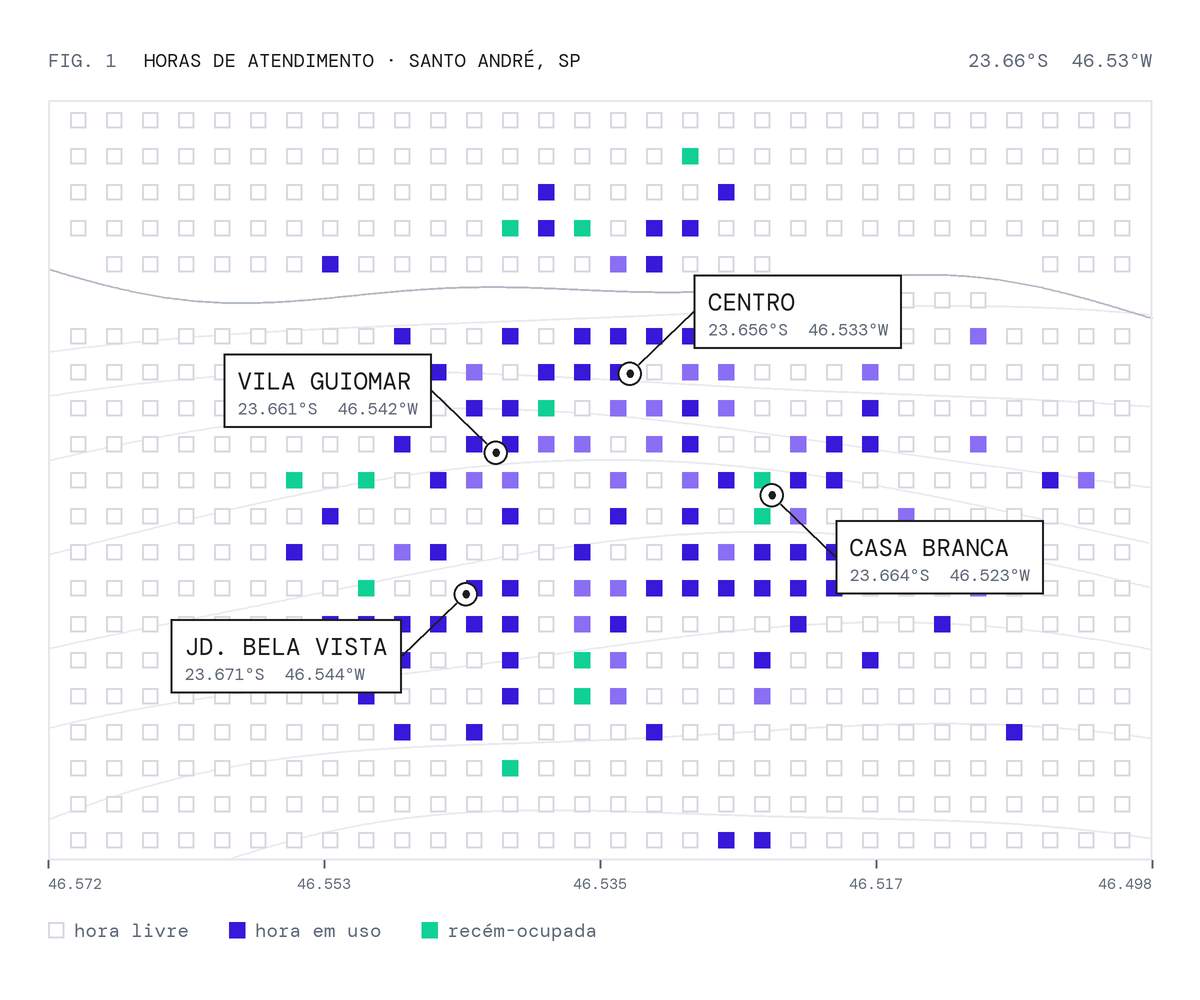 FIG. 1 HORAS DE ATENDIMENTO · SANTO ANDRÉ, SP 23.66°S 46.53°W
CENTRO
23.656°S 46.533°W
VILA GUIOMAR
23.661°S 46.542°W
CASA BRANCA
23.664°S 46.523°W
JD. BELA VISTA
23.671°S 46.544°W
46.572 46.553 46.535 46.517 46.498
hora livre hora em uso recém-ocupada